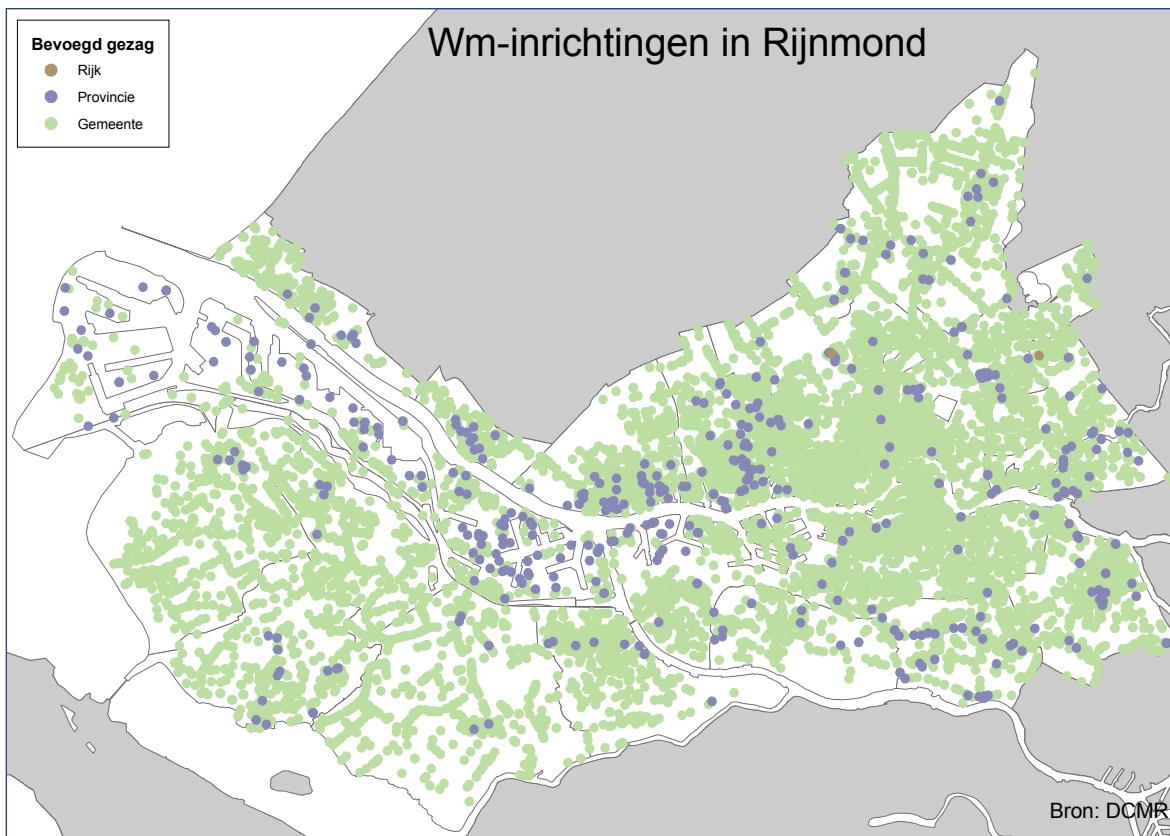 Wm-inrichtingen in Rijnmond
Bevoegd gezag
Rijk
Provincie
Gemeente
Bron: DCMR